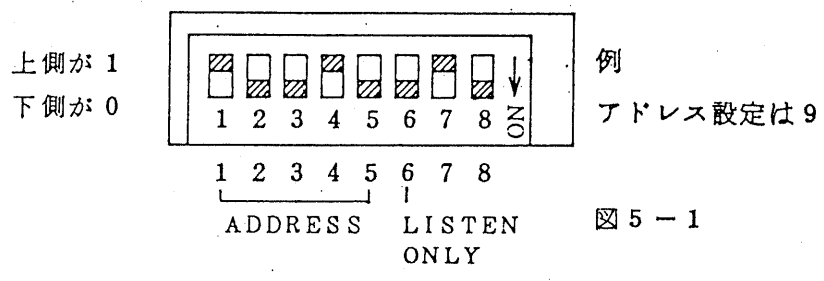 上側が 1
下側が 0
1 2 3 4 5 6 7 8
NO
1 2 3 4 5 6 7 8
ADDRESS
LISTEN
ONLY
例
アドレス設定は 9
図 5 － 1